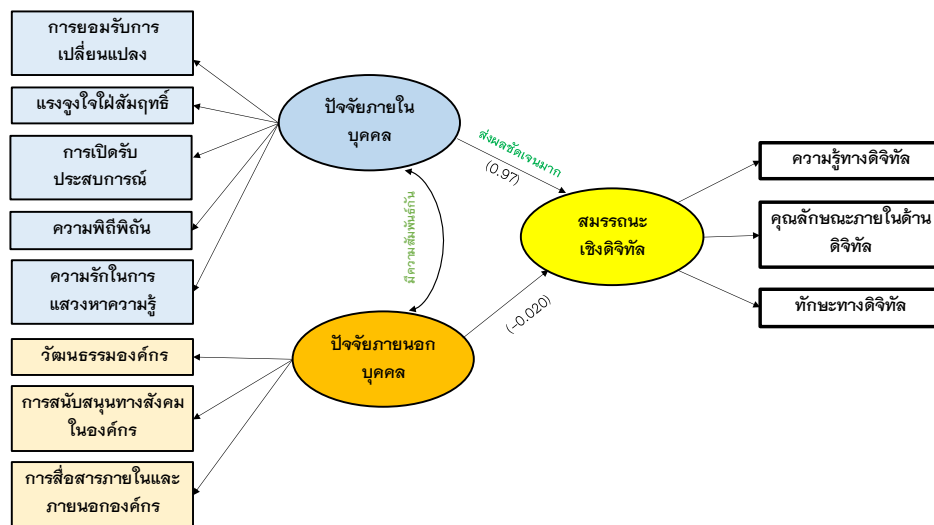 การยอมรับการ
เปลี่ยนแปลง
แรงจูงใจใฝ่สัมฤทธิ์
การเปิดรับ
ประสบการณ์
ความพิถีพิถัน
ความรักในการ
แสวงหาความรู้
วัฒนธรรมองค์กร
การสนับสนุนทางสังคม
ในองค์กร
การสื่อสารภายในและ
ภายนอกองค์กร
ปัจจัยภายใน
บุคคล
มีความสัมพันธ์กัน
ปัจจัยภายนอก
บุคคล
ส่งผลชัดเจนมาก
(0.97)
(-0.020)
สมรรถนะ
เชิงดิจิทัล
ความรู้ทางดิจิทัล
คุณลักษณะภายในด้าน
ดิจิทัล
ทักษะทางดิจิทัล